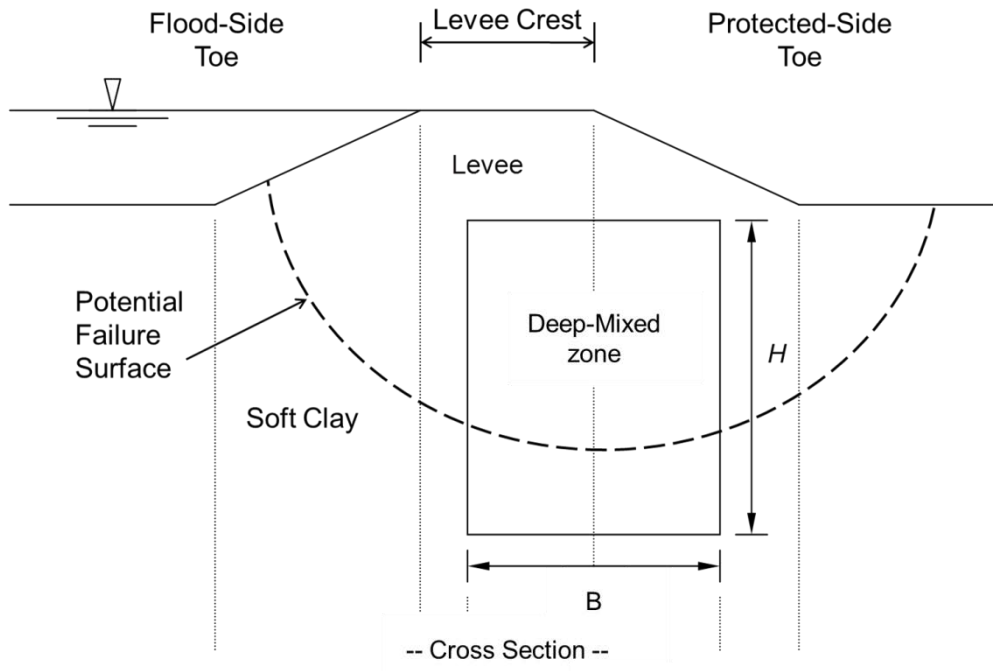 Flood-Side
Toe
Levee Crest
Protected-Side
Toe
Levee
Potential
Failure
Surface
Deep-Mixed
zone
H
Soft Clay
B
-- Cross Section --